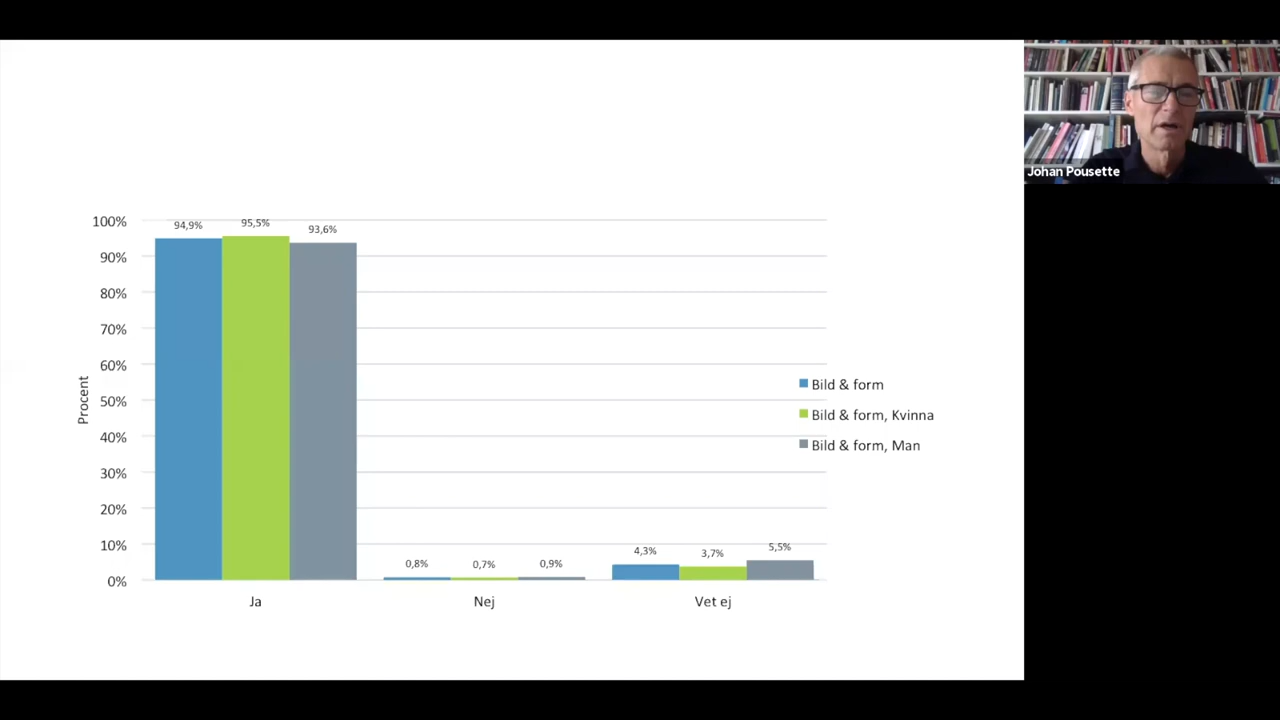 Johan Pousette
100%
90%
80%
70%
60%
50%
40%
30%
20%
10%
0%
Procent
94,9%
95,5%
93,6%
0,8%
0,7%
0,9%
4,3%
3,7%
5,5%
Ja
Nej
Vet ej
Bild & form
Bild & form, Kvinna
Bild & form, Man